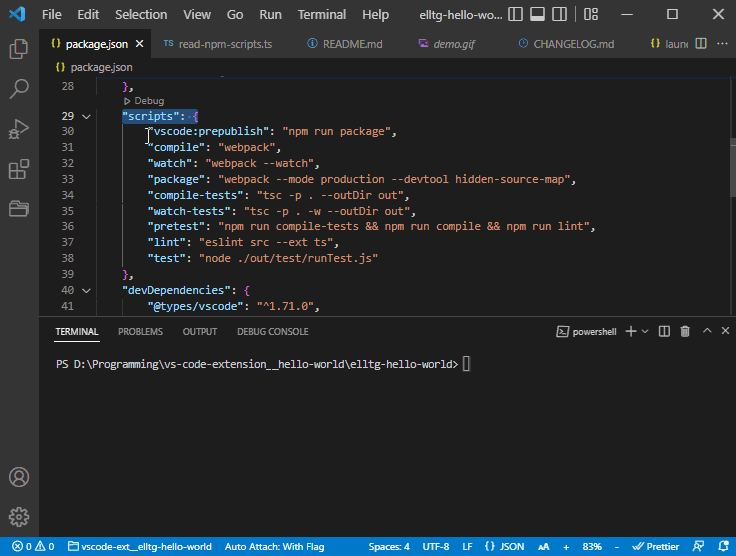 File Edit Selection View Go Run Terminal Help elltg-hello-wo...
package.json TS read-npm-scripts.ts README.md demo.gif CHANGELOG.md
{} package.json
28 },
Debug
29 "scripts": {
30 "vscode:prepublish": "npm run package",
31 "compile": "webpack",
32 "watch": "webpack --watch",
33 "package": "webpack --mode production --devtool hidden-source-map",
34 "compile-tests": "tsc -p . --outDir out",
35 "watch-tests": "tsc -p . -w --outDir out",
36 "pretest": "npm run compile-tests && npm run compile && npm run lint",
37 "lint": "eslint src --ext ts",
38 "test": "node ./out/test/runTest.js"
39 },
40 "devDependencies": {
41 "@types/vscode": "^1.71.0",
TERMINAL PROBLEMS OUTPUT DEBUG CONSOLE powershell
PS D:\Programming\vs-code-extension__hello-world\elltg-hello-world>
0 0 vscode-ext__elltg-hello-world Auto Attach: With Flag Spaces: 4 UTF-8 LF {} JSON AA + 83% - Prettier